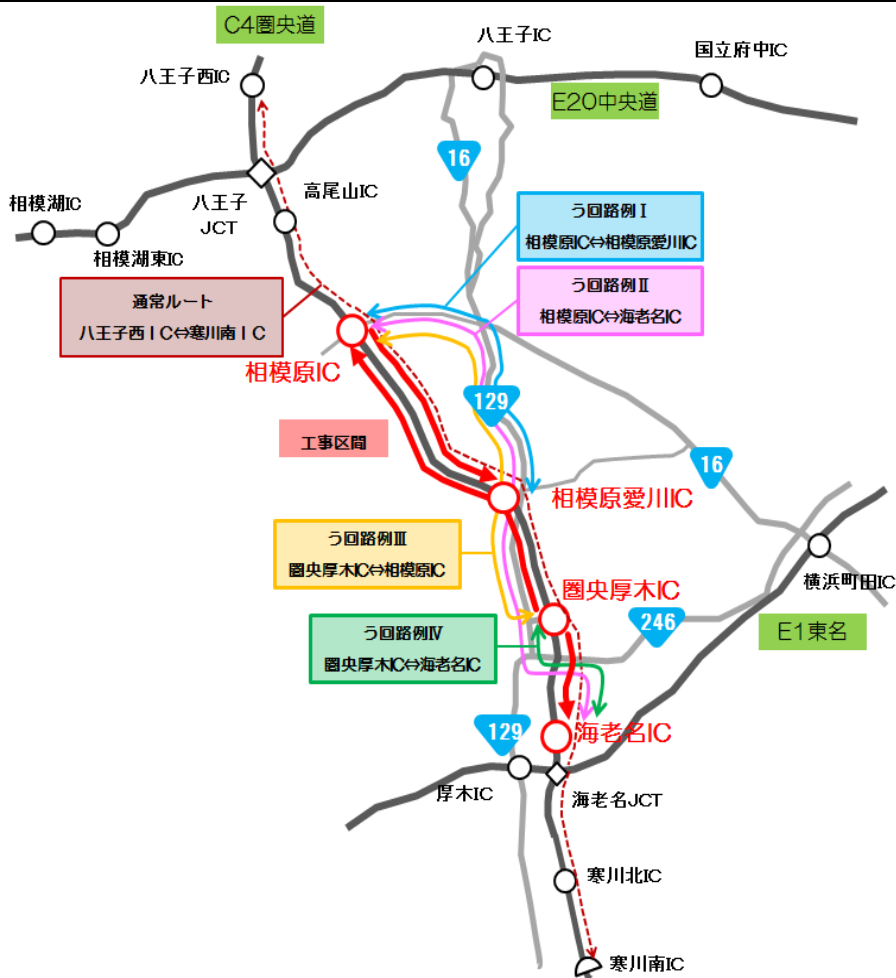 C4圏央道
八王子IC
国立府中IC
八王子西IC
E20中央道
16
相模湖IC
八王子
JCT
高尾山IC
相模湖東IC
う回路例Ⅰ
相模原IC⇔相模原愛川IC
う回路例Ⅱ
相模原IC⇔海老名IC
通常ルート
八王子西ＩＣ⇔寒川南ＩＣ
相模原IC
129
工事区間
16
相模原愛川IC
う回路例Ⅲ
圏央厚木IC⇔相模原IC
圏央厚木IC
横浜町田IC
246
E1東名
う回路例Ⅳ
圏央厚木IC⇔海老名IC
129
海老名IC
厚木IC
海老名JCT
寒川北IC
寒川南IC